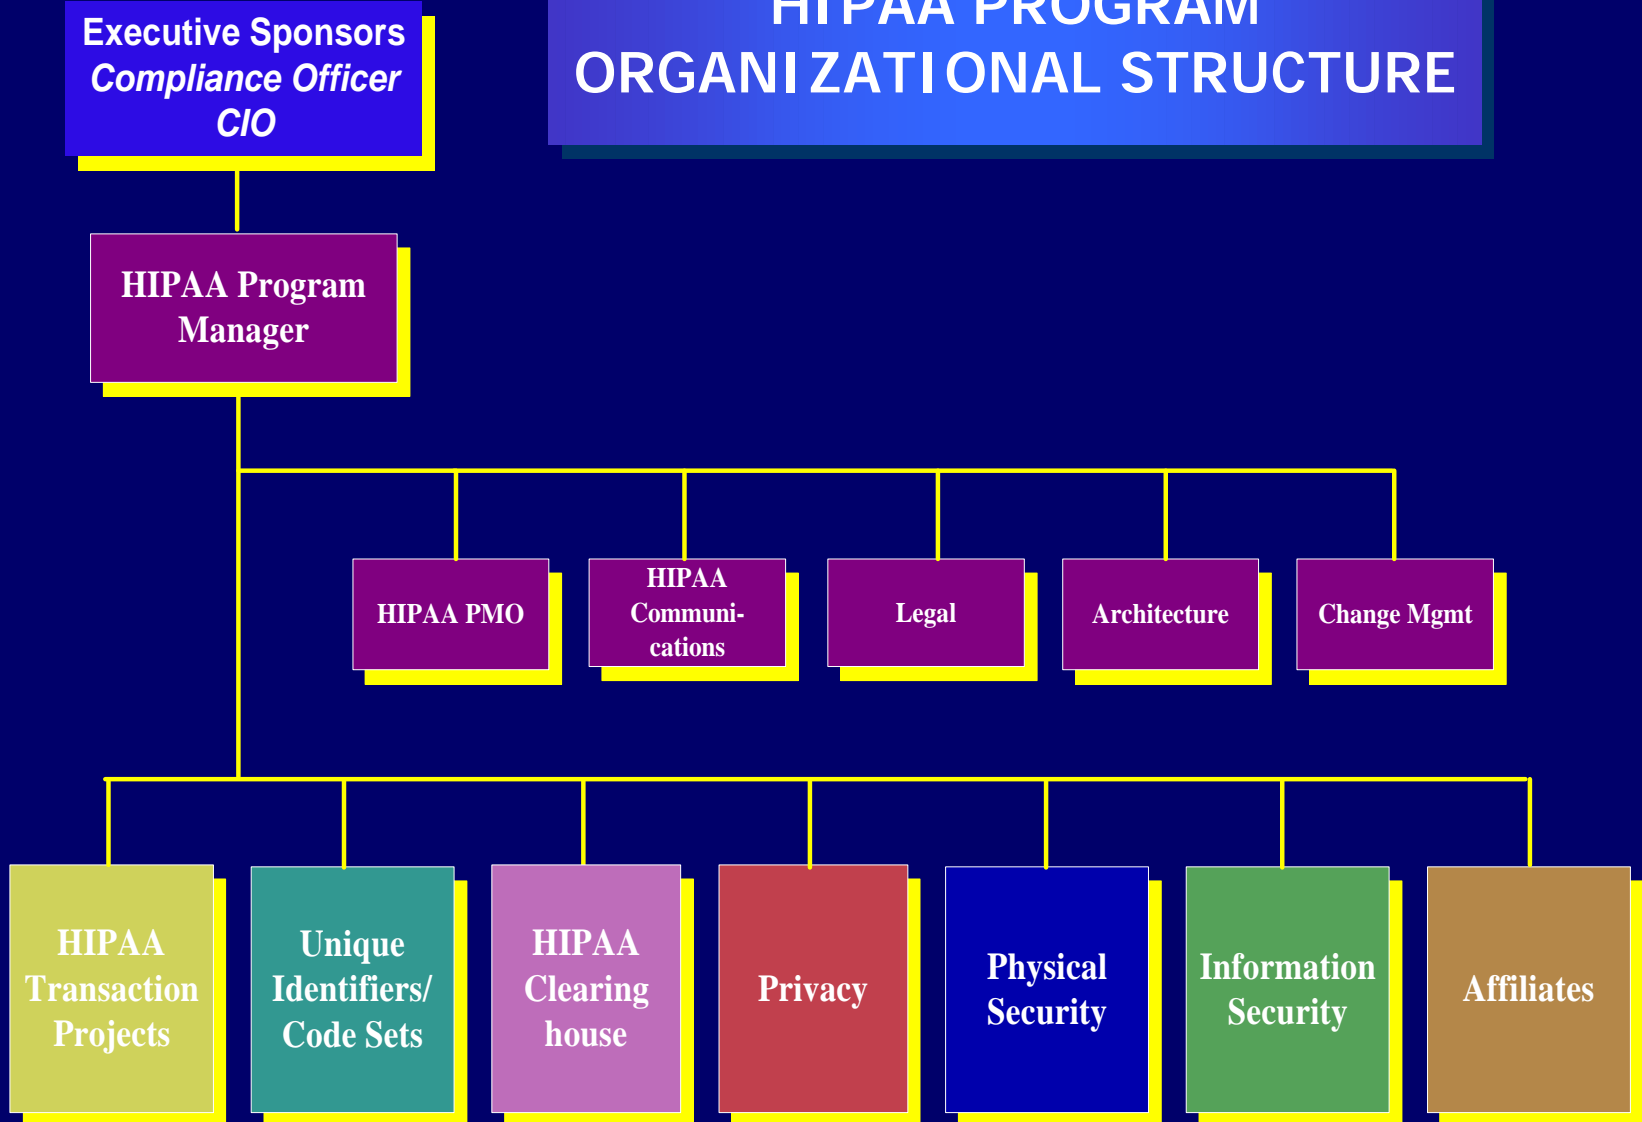 Executive Sponsors
Compliance Officer
CIO
HIPAA PROGRAM
ORGANIZATIONAL STRUCTURE
HIPAA Program
Manager
HIPAA PMO
HIPAA
Communi-
cations
Legal
Architecture
Change Mgmt
HIPAA
Transaction
Projects
Unique
Identifiers/
Code Sets
HIPAA
Clearing
house
Privacy
Physical
Security
Information
Security
Affiliates